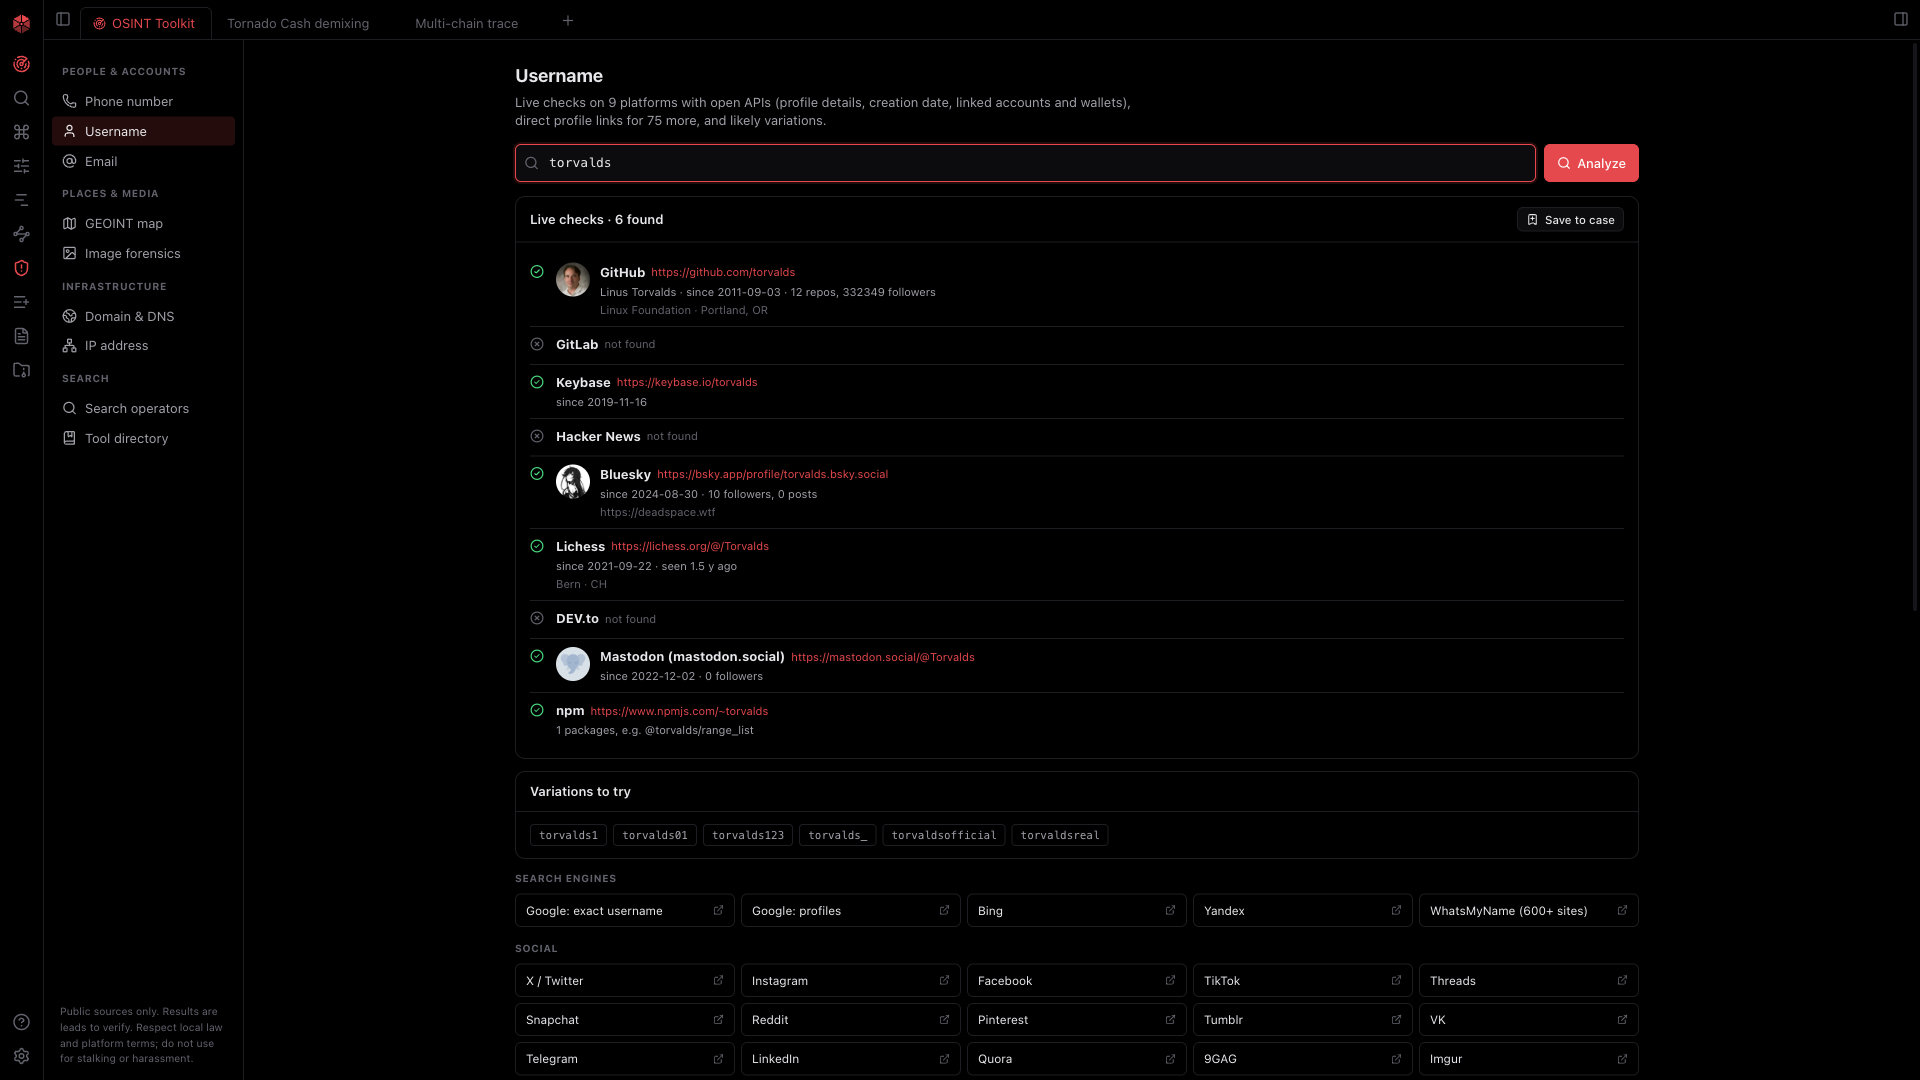 OSINT Toolkit
Tornado Cash demixing
Multi-chain trace
PEOPLE & ACCOUNTS
Phone number
Username
Email
PLACES & MEDIA
GEOINT map
Image forensics
INFRASTRUCTURE
Domain & DNS
IP address
SEARCH
Search operators
Tool directory
Public sources only. Results are
leads to verify. Respect local law
and platform terms; do not use
for stalking or harassment.
Username
Live checks on 9 platforms with open APIs (profile details, creation date, linked accounts and wallets),
direct profile links for 75 more, and likely variations.
torvalds
Analyze
Live checks · 6 found
Save to case
GitHub https://github.com/torvalds
Linus Torvalds · since 2011-09-03 · 12 repos, 332349 followers
Linux Foundation · Portland, OR
GitLab not found
Keybase https://keybase.io/torvalds
since 2019-11-16
Hacker News not found
Bluesky https://bsky.app/profile/torvalds.bsky.social
since 2024-08-30 · 10 followers, 0 posts
https://deadspace.wtf
Lichess https://lichess.org/@/Torvalds
since 2021-09-22 · seen 1.5 y ago
Bern · CH
DEV.to not found
Mastodon (mastodon.social) https://mastodon.social/@Torvalds
since 2022-12-02 · 0 followers
npm https://www.npmjs.com/~torvalds
1 packages, e.g. @torvalds/range_list
Variations to try
torvalds1 torvalds01 torvalds123 torvalds_ torvaldsofficial torvaldsreal
SEARCH ENGINES
Google: exact username Google: profiles Bing Yandex WhatsMyName (600+ sites)
SOCIAL
X / Twitter Instagram Facebook TikTok Threads
Snapchat Reddit Pinterest Tumblr VK
Telegram LinkedIn Quora 9GAG Imgur